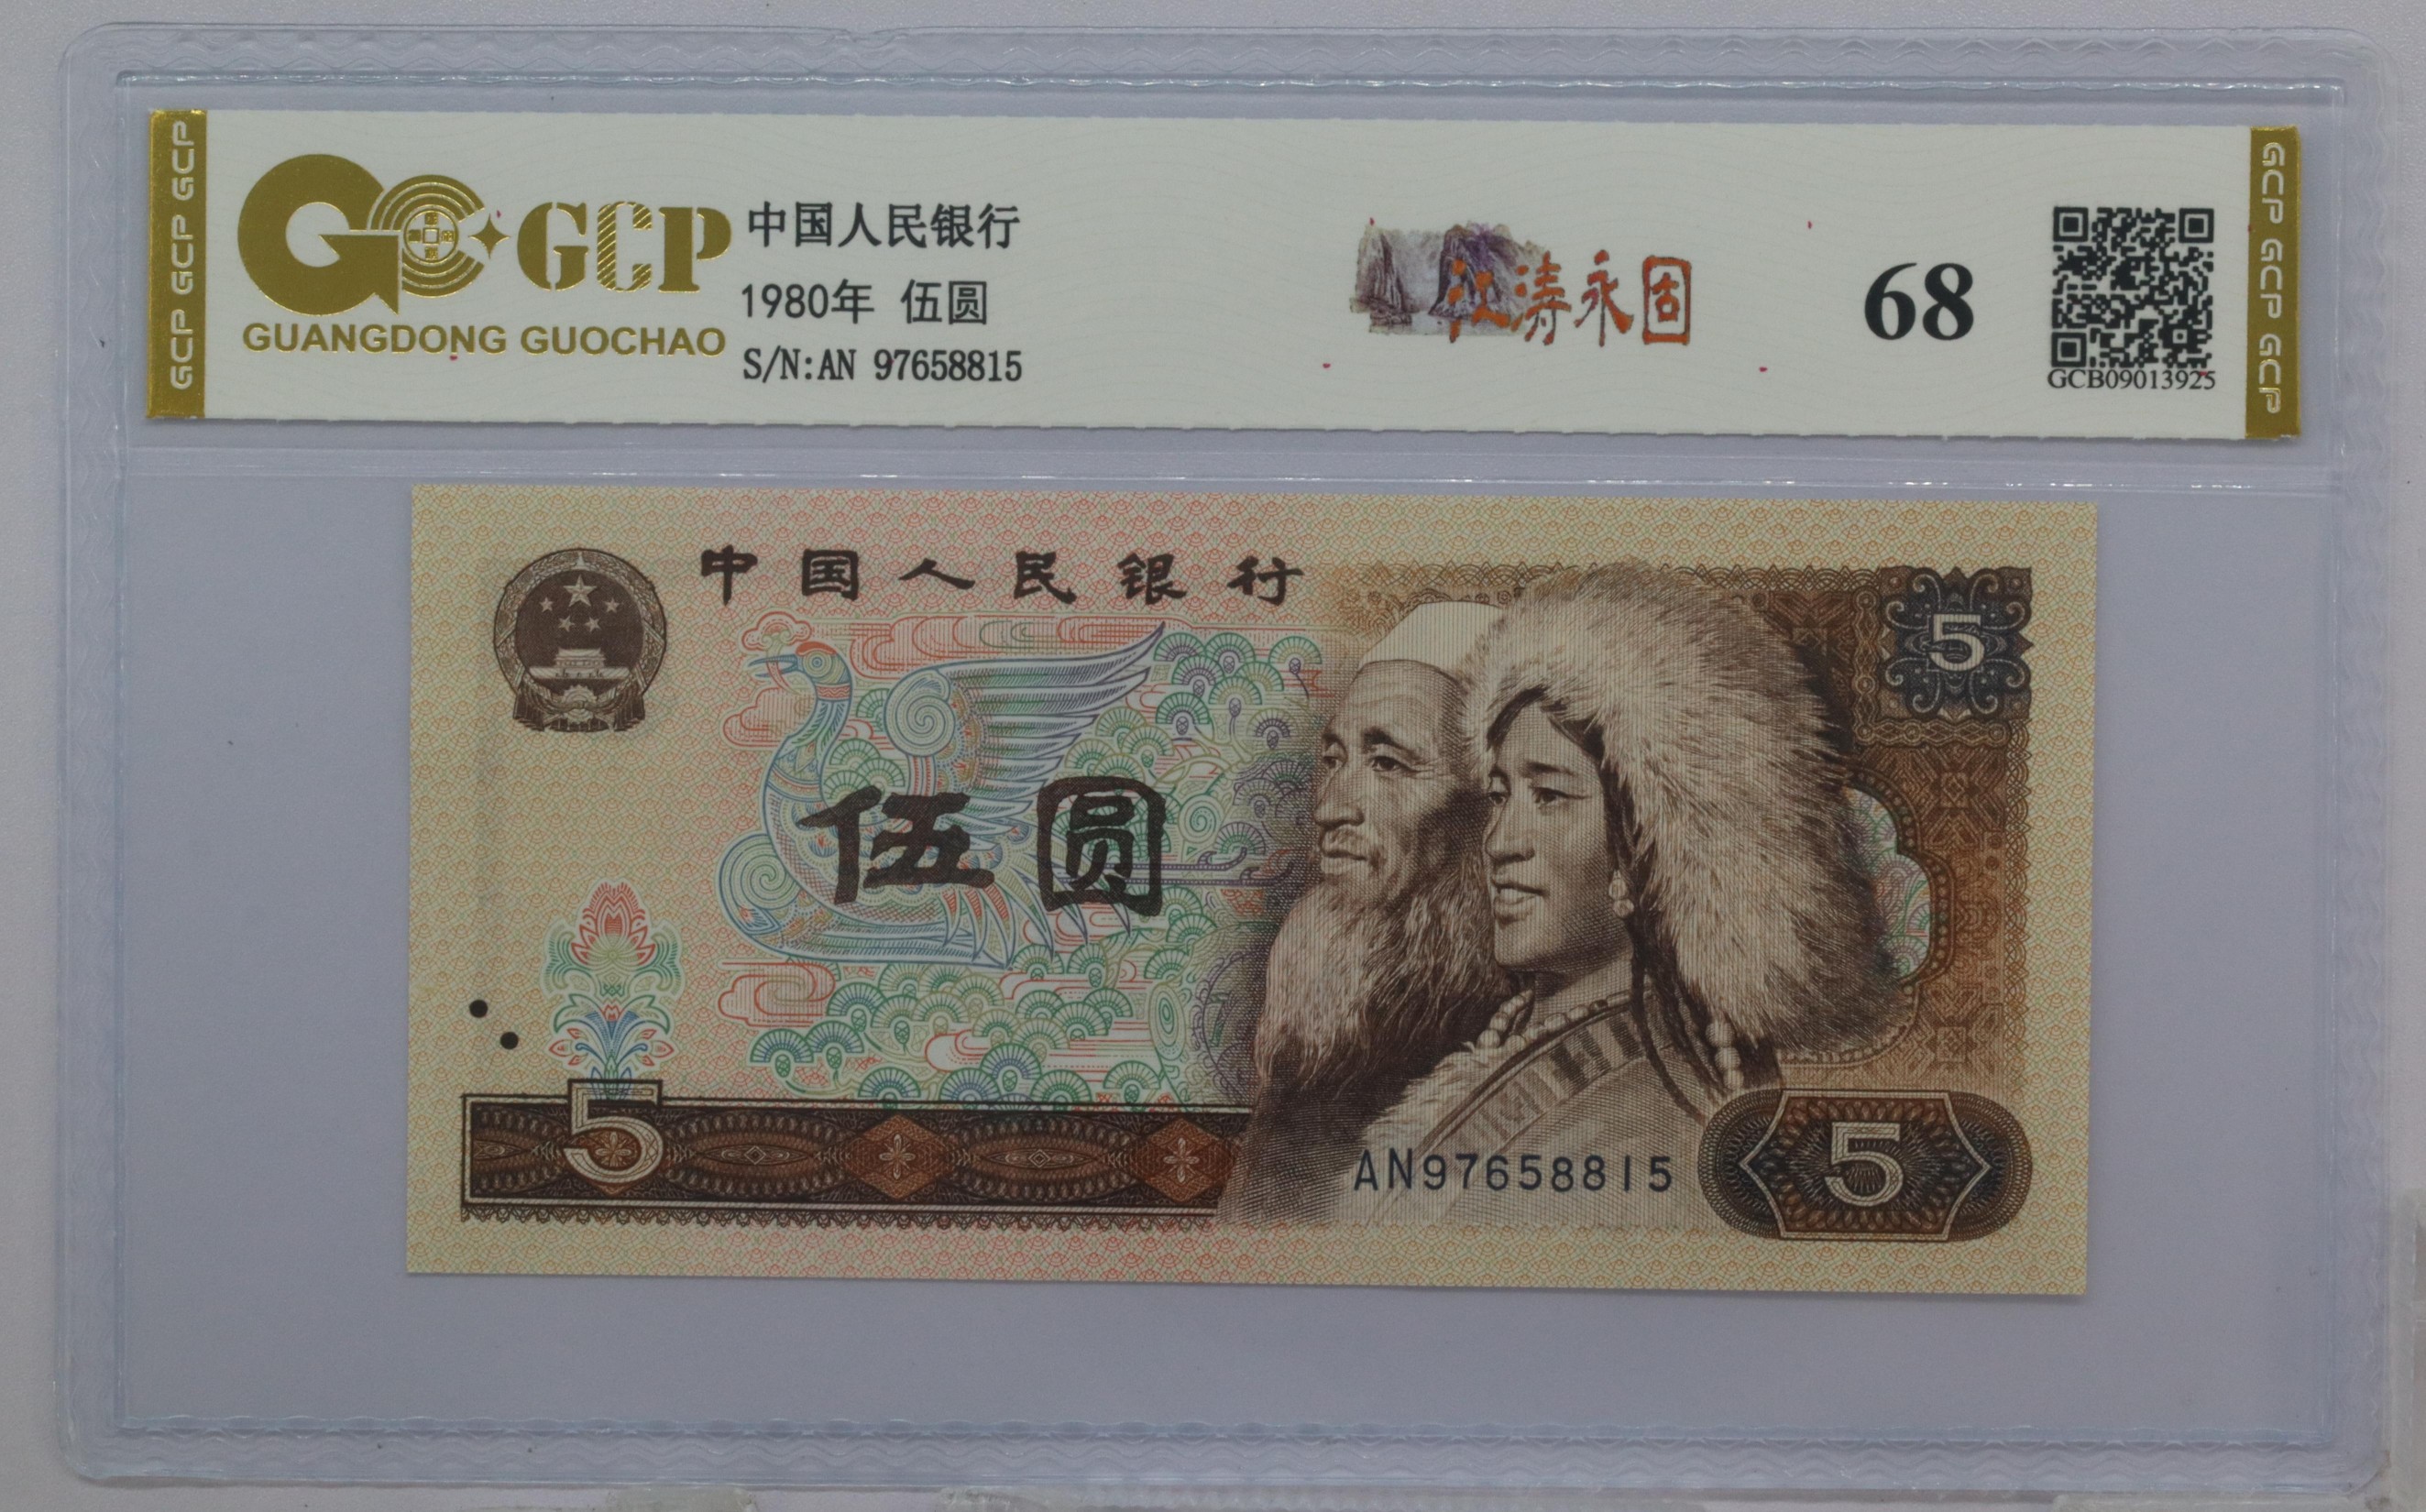 GCP GCP GCP
GCP
GUANGDONG GUOCHAO
中国人民银行
1980年 伍圆
S/N:AN 97658815
江涛永固
68
GCB09013925
GCP GCP GCP
中国人民银行
5
伍圆
5
AN97658815
5